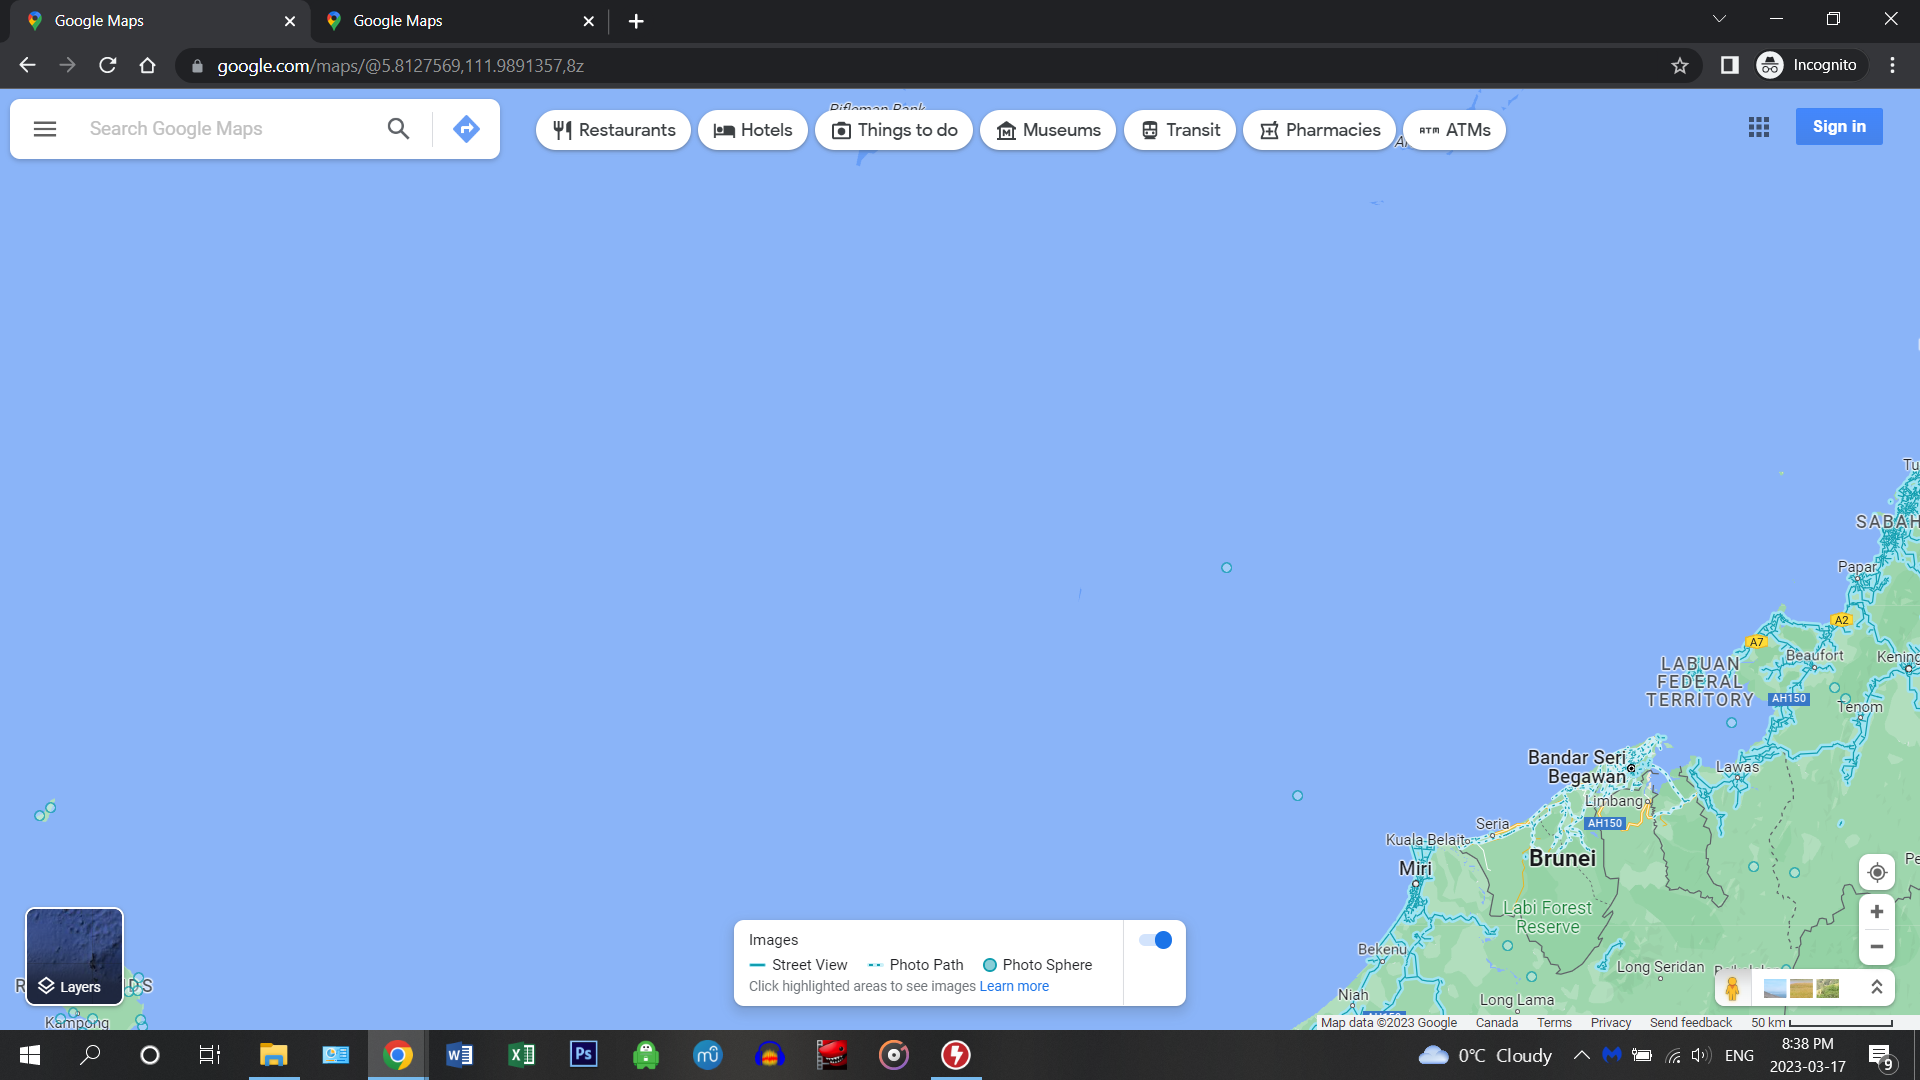 Google Maps
Google Maps
google.com/maps/@5.8127569,111.9891357,8z
Incognito
Search Google Maps
Restaurants
Hotels
Things to do
Museums
Transit
Pharmacies
ATM ATMs
Sign in
Rifleman Bank
SABAH
Papar
A2
A7
Beaufort
LABUAN
FEDERAL
TERRITORY
AH150
Tenom
Bandar Seri
Begawan
Lawas
Limbang
AH150
Seria
Kuala Belait
Brunei
Miri
Labi Forest
Reserve
Bekenu
Long Seridan
Niah
Long Lama
Layers
Kampong
Images
Street View
Photo Path
Photo Sphere
Click highlighted areas to see images Learn more
Map data ©2023 Google
Canada
Terms
Privacy
Send feedback
50 km
0°C Cloudy
ENG
8:38 PM
2023-03-17
9